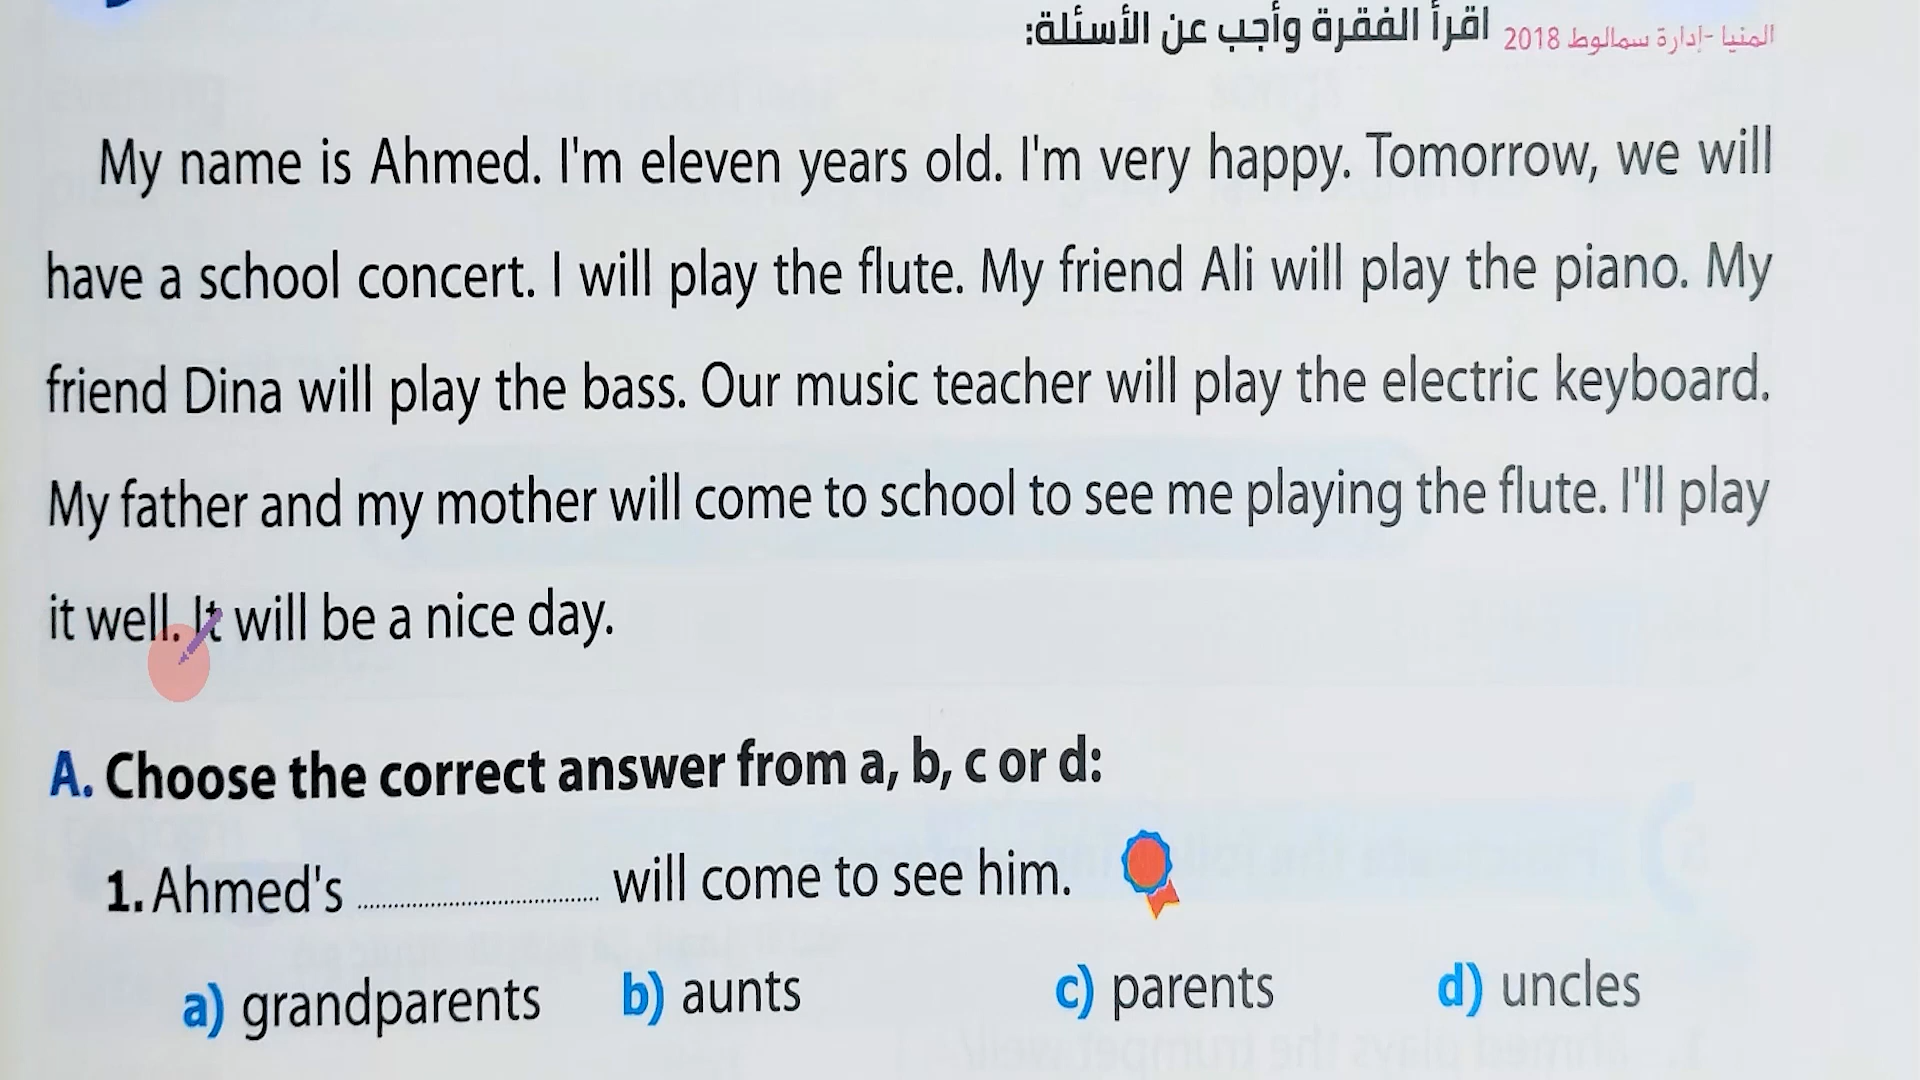 المنيا -إدارة سمالوط 2018 اقرأ الفقرة وأجب عن الأسئلة:
My name is Ahmed. I'm eleven years old. I'm very happy. Tomorrow, we will
have a school concert. I will play the flute. My friend Ali will play the piano. My
friend Dina will play the bass. Our music teacher will play the electric keyboard.
My father and my mother will come to school to see me playing the flute. I'll play
it well. It will be a nice day.
A. Choose the correct answer from a, b, c or d:
1. Ahmed's ........................ will come to see him.
a) grandparents b) aunts c) parents d) uncles